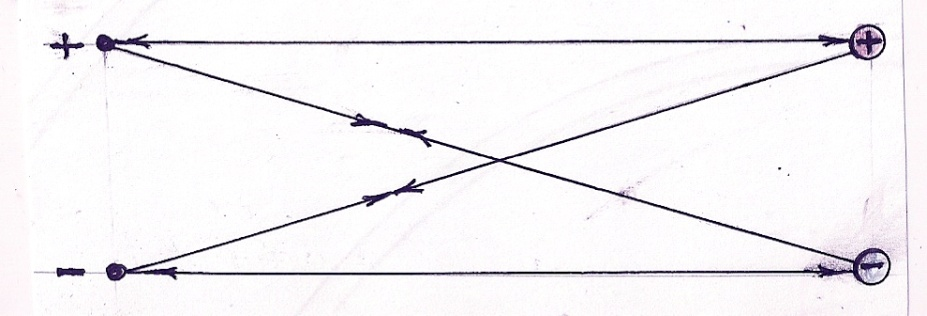 + +
- -